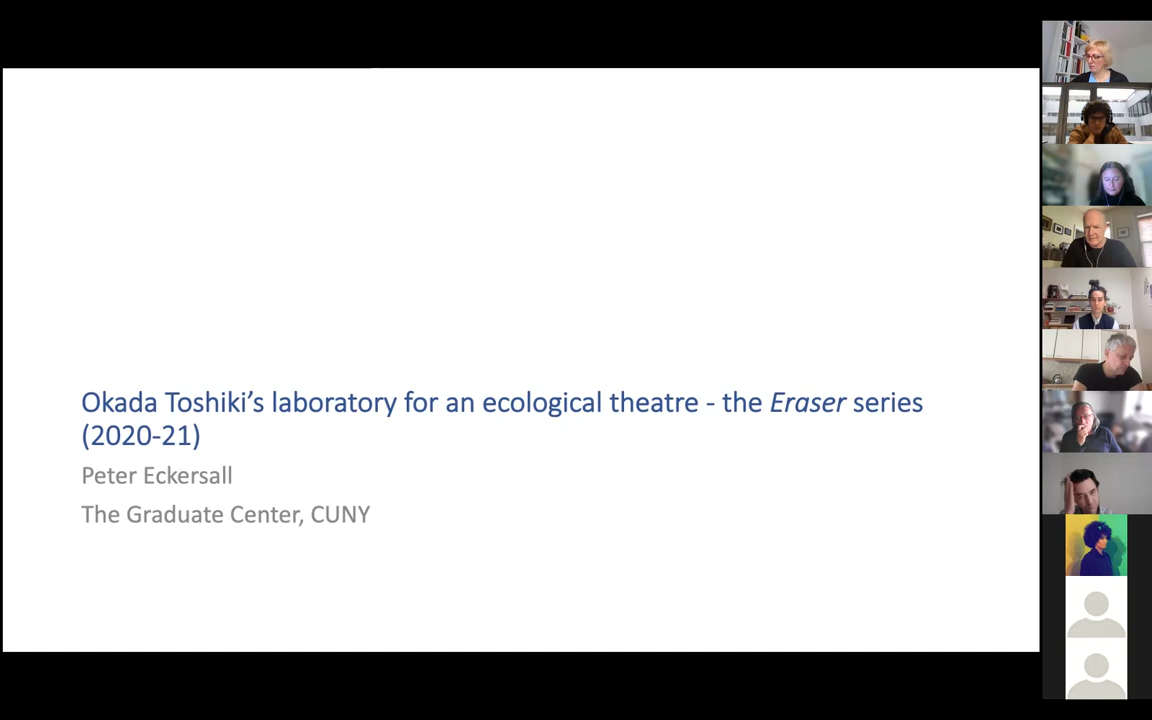 Okada Toshiki’s laboratory for an ecological theatre - the Eraser series
(2020-21)
Peter Eckersall
The Graduate Center, CUNY